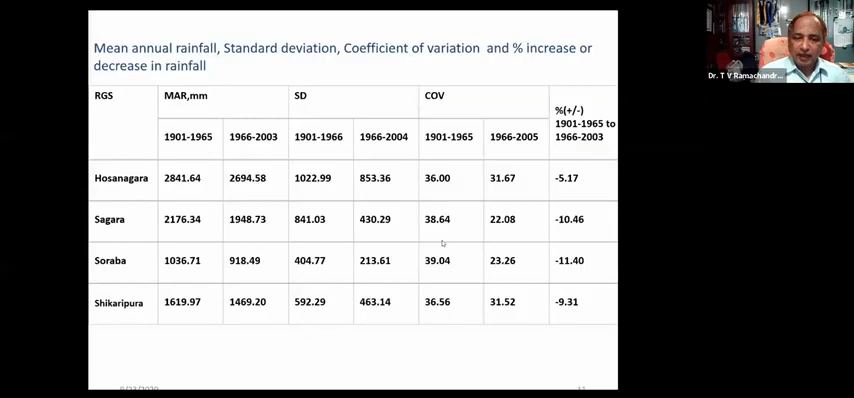 Mean annual rainfall, Standard deviation, Coefficient of variation and % increase or
decrease in rainfall
RGS MAR,mm SD COV %(+/-) 1901-1965 to 1966-2003
1901-1965 1966-2003 1901-1966 1966-2004 1901-1965 1966-2005
Hosanagara 2841.64 2694.58 1022.99 853.36 36.00 31.67 -5.17
Sagara 2176.34 1948.73 841.03 430.29 38.64 22.08 -10.46
Soraba 1036.71 918.49 404.77 213.61 39.04 23.26 -11.40
Shikaripura 1619.97 1469.20 592.29 463.14 36.56 31.52 -9.31
Dr. T V Ramachandr...